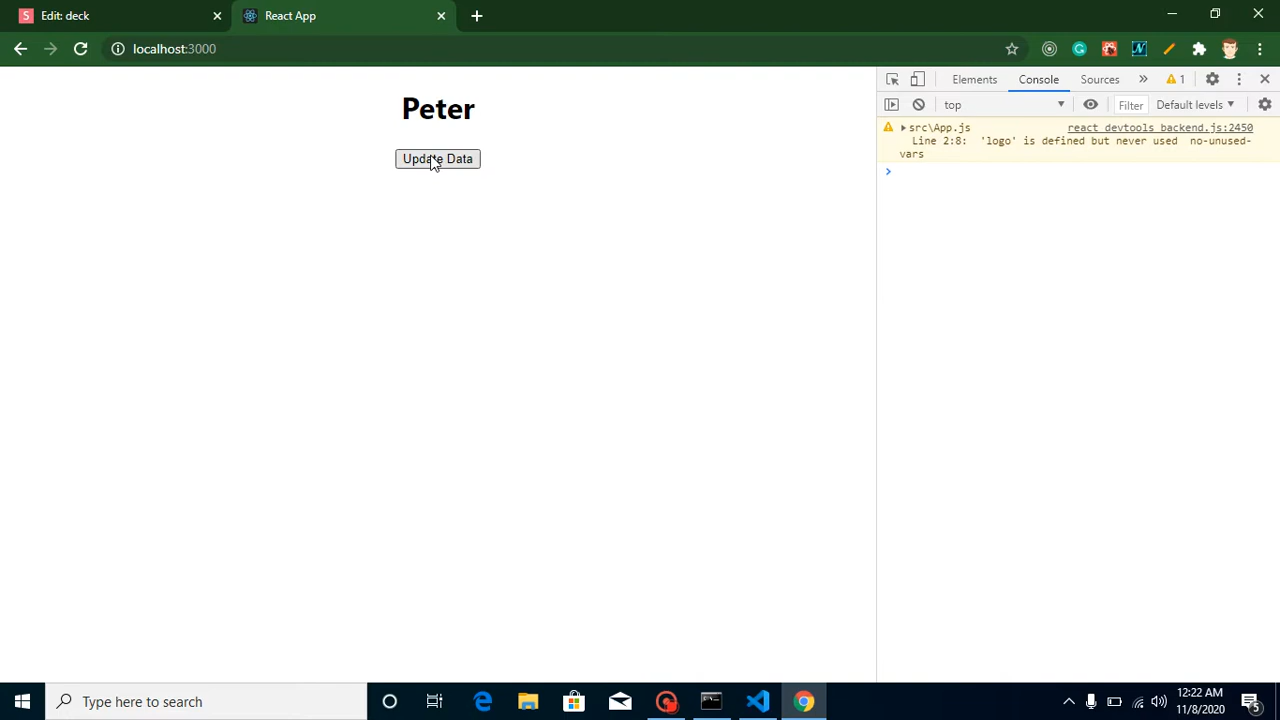 S Edit: deck
React App
localhost:3000
Elements Console Sources » 1
top Filter Default levels
Peter
Update Data
src\App.js react devtools backend.js:2450
Line 2:8: 'logo' is defined but never used no-unused-
vars
Type here to search
12:22 AM
11/8/2020
5